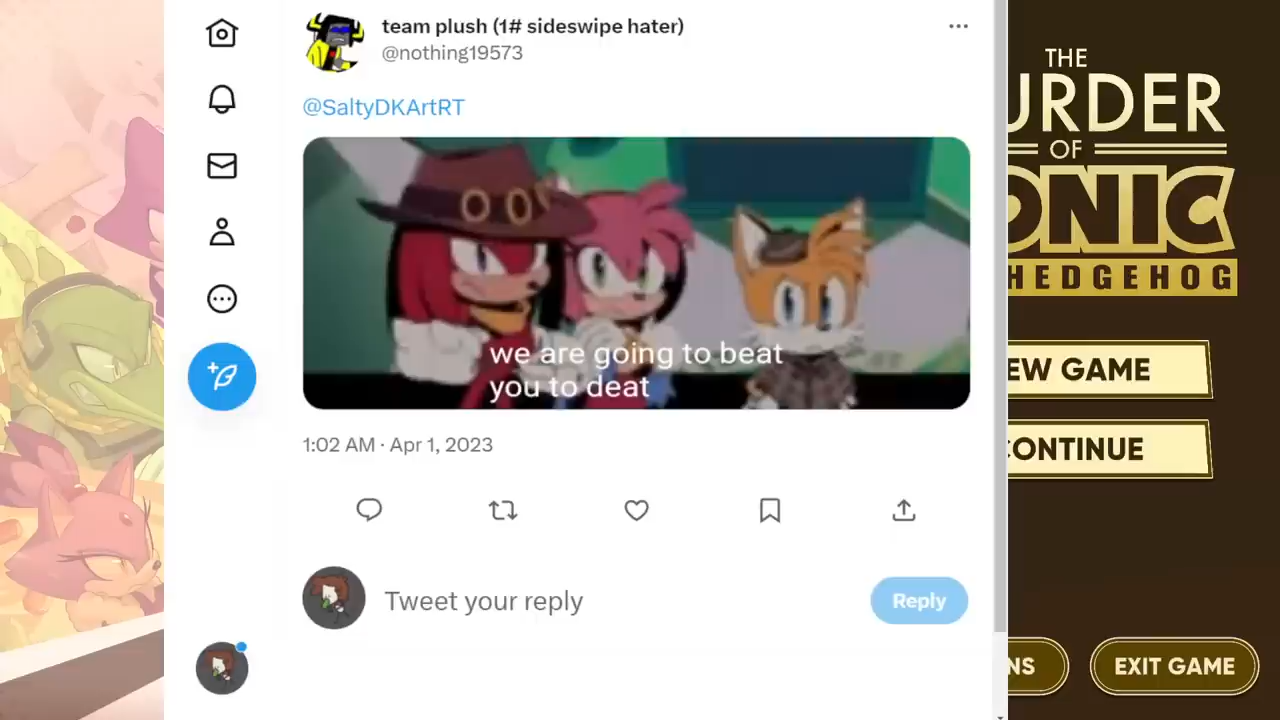 team plush (1# sideswipe hater)
@nothing19573
@SaltyDKArtRT
we are going to beat
you to deat
1:02 AM · Apr 1, 2023
Tweet your reply
Reply
THE
URDER
OF
ONIC
HEDGEHOG
EW GAME
CONTINUE
NS
EXIT GAME